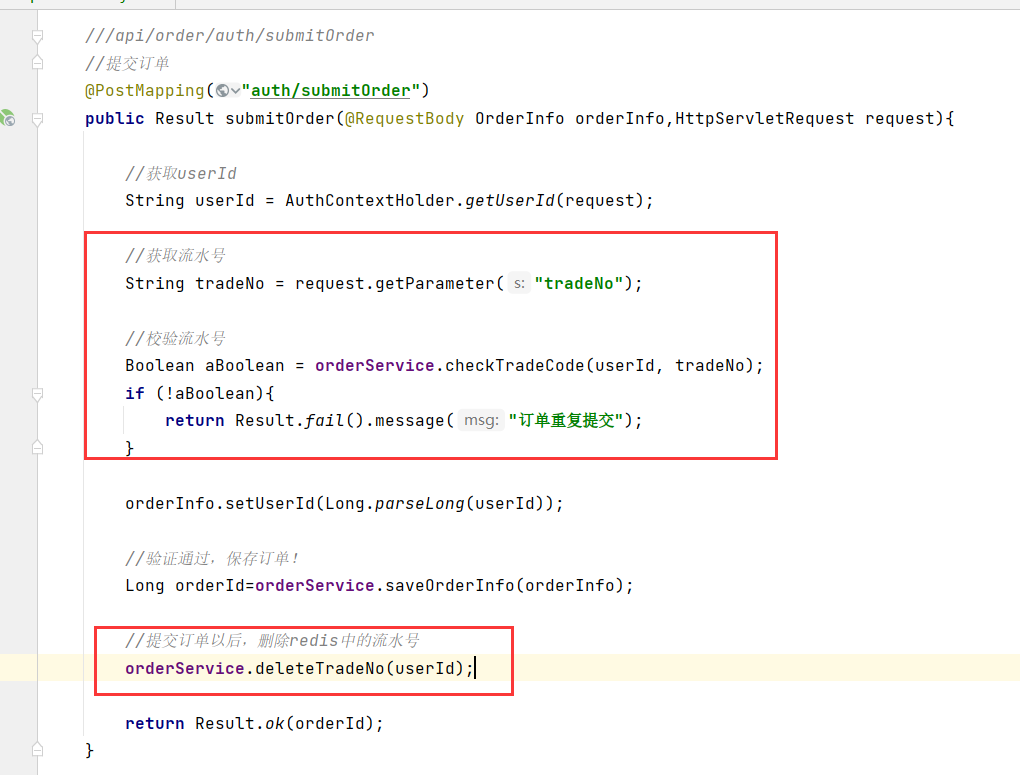 ///api/order/auth/submitOrder
//提交订单
@PostMapping("auth/submitOrder")
public Result submitOrder(@RequestBody OrderInfo orderInfo,HttpServletRequest request){
//获取userId
String userId = AuthContextHolder.getUserId(request);
//获取流水号
String tradeNo = request.getParameter( s: "tradeNo");
//校验流水号
Boolean aBoolean = orderService.checkTradeCode(userId, tradeNo);
if (!aBoolean){
return Result.fail().message( msg: "订单重复提交");
}
orderInfo.setUserId(Long.parseLong(userId));
//验证通过，保存订单！
Long orderId=orderService.saveOrderInfo(orderInfo);
//提交订单以后，删除redis中的流水号
orderService.deleteTradeNo(userId);
return Result.ok(orderId);
}